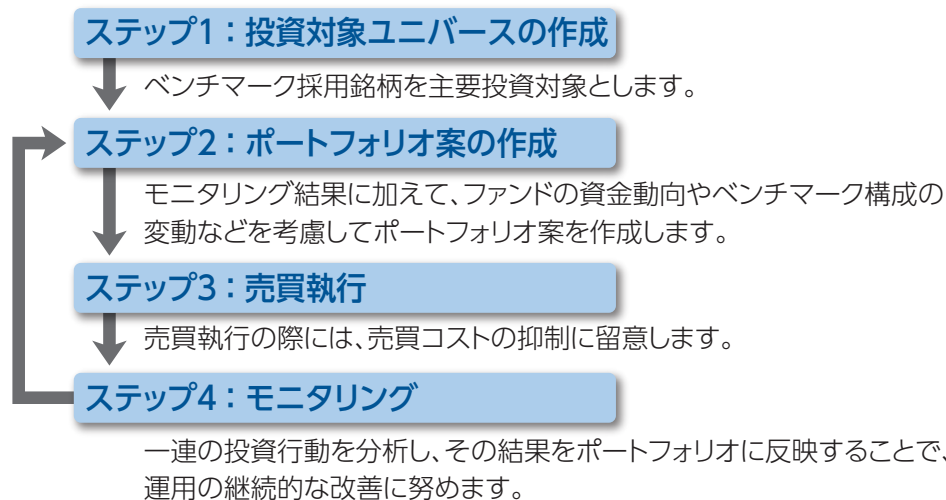 ステップ1：投資対象ユニバースの作成
ベンチマーク採用銘柄を主要投資対象とします。
ステップ2：ポートフォリオ案の作成
モニタリング結果に加えて、ファンドの資金動向やベンチマーク構成の
変動などを考慮してポートフォリオ案を作成します。
ステップ3：売買執行
売買執行の際には、売買コストの抑制に留意します。
ステップ4：モニタリング
一連の投資行動を分析し、その結果をポートフォリオに反映することで、
運用の継続的な改善に努めます。